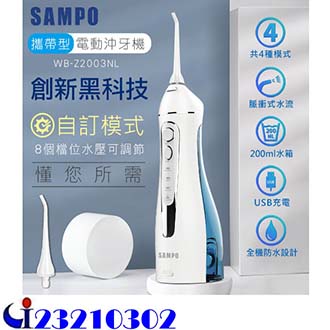 SAMPO
攜帶型 電動沖牙機
WB-Z2003NL
創新黑科技
自訂模式
8個檔位水壓可調節
懂您所需
4
共4種模式
脈衝式水流
200 ML
200ml水箱
USB充電
全機防水設計
SAMPO
23210302